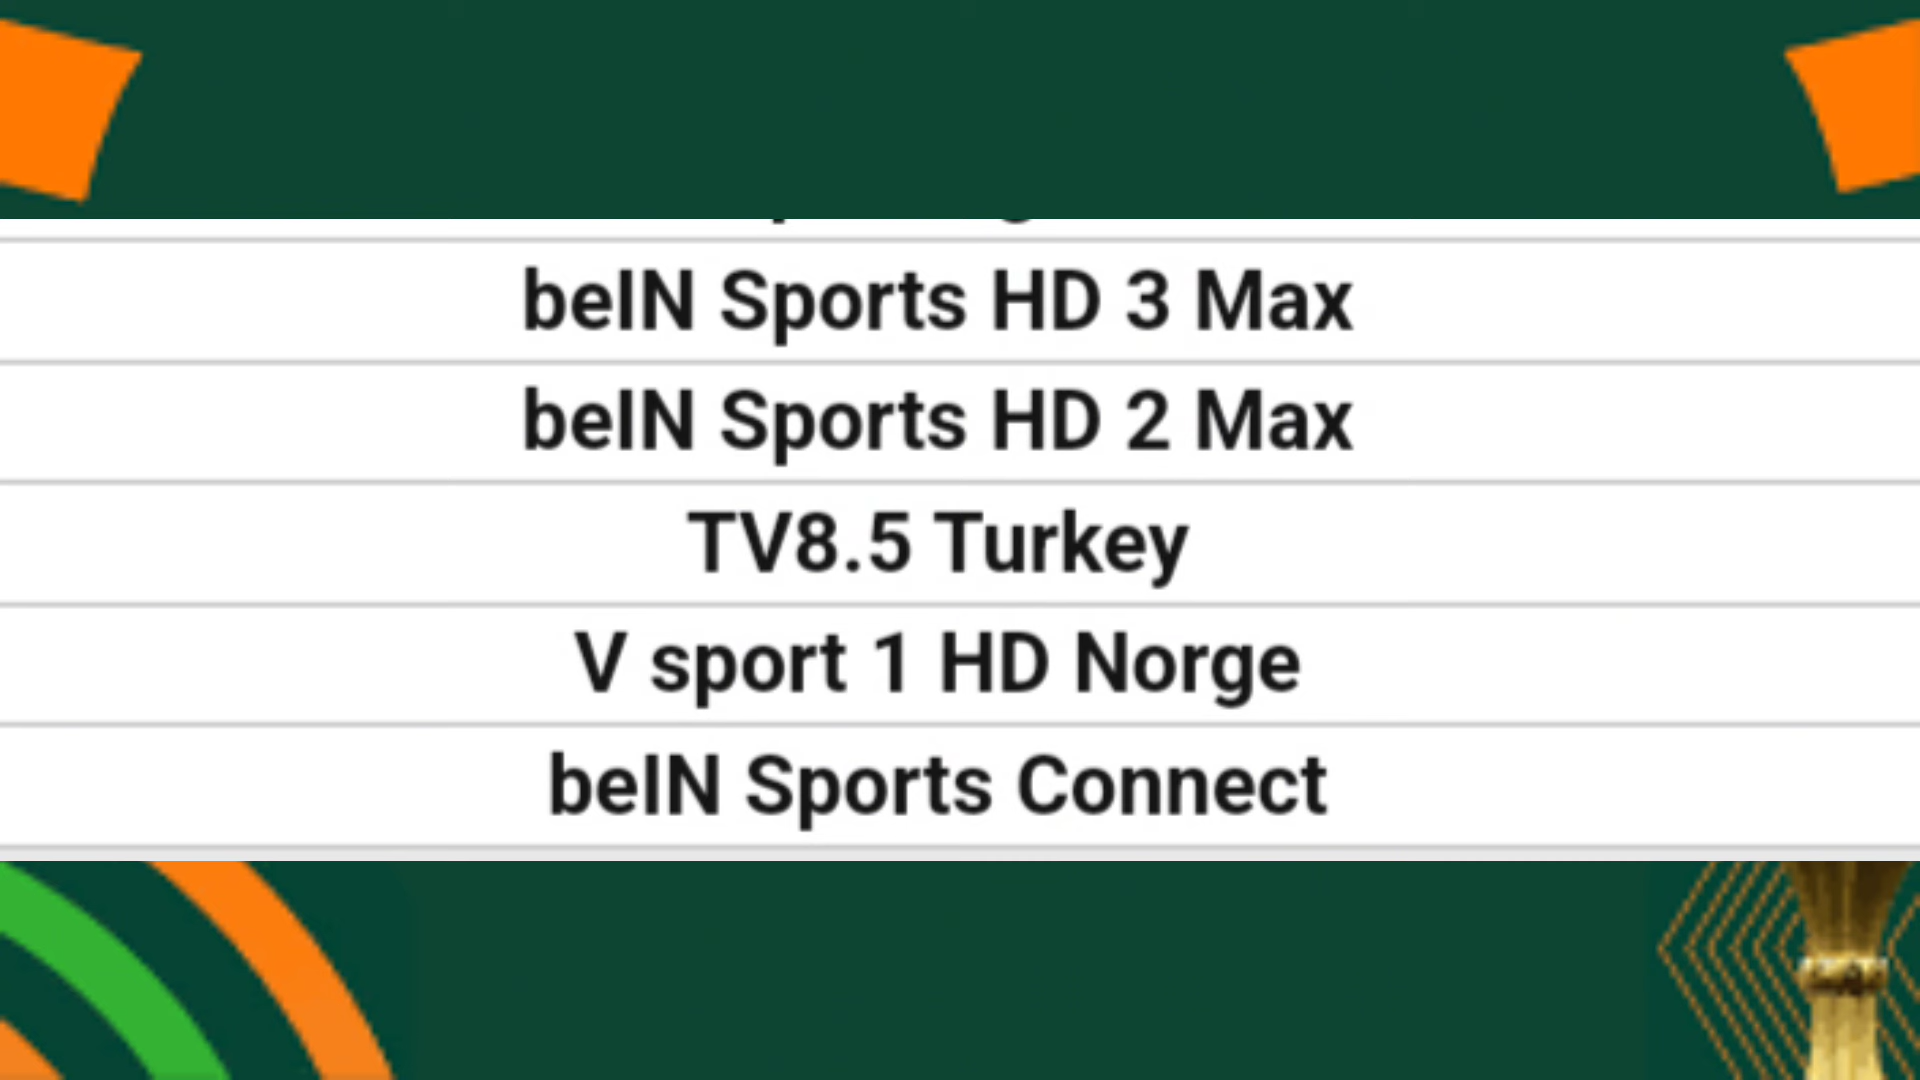 beIN Sports HD 3 Max
beIN Sports HD 2 Max
TV8.5 Turkey
V sport 1 HD Norge
beIN Sports Connect